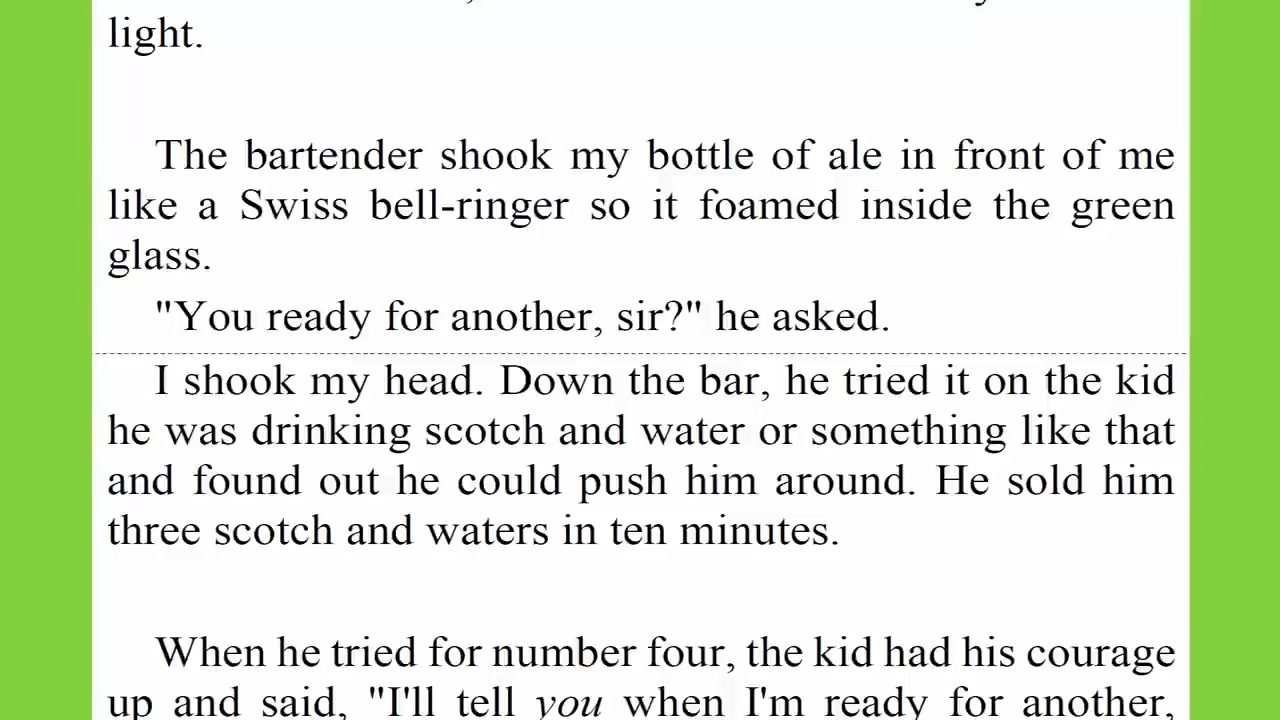 light.
The bartender shook my bottle of ale in front of me
like a Swiss bell-ringer so it foamed inside the green
glass.
"You ready for another, sir?" he asked.
I shook my head. Down the bar, he tried it on the kid
he was drinking scotch and water or something like that
and found out he could push him around. He sold him
three scotch and waters in ten minutes.
When he tried for number four, the kid had his courage
up and said, "I'll tell you when I'm ready for another,